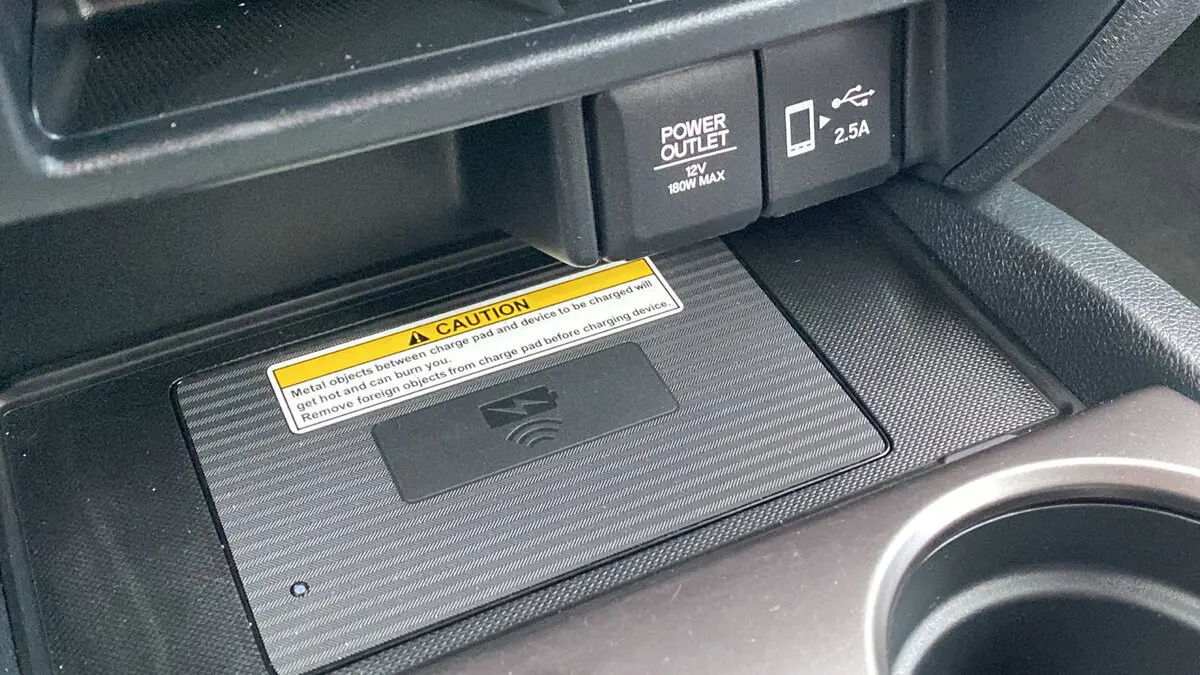 POWER
OUTLET
12V
180W MAX
2.5A
CAUTION
Metal objects between charge pad and device to be charged will
get hot and can burn you.
Remove foreign objects from charge pad before charging device.